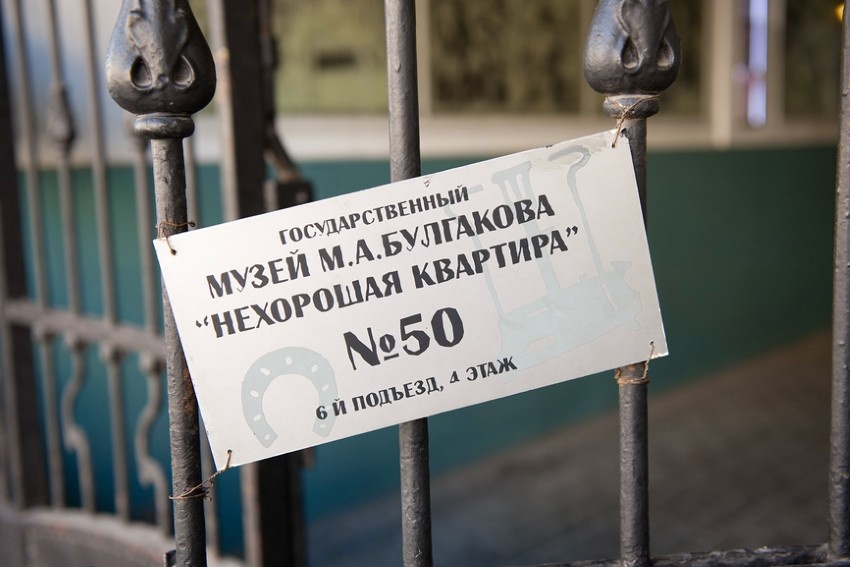 ГОСУДАРСТВЕННЫЙ
МУЗЕЙ М.А.БУЛГАКОВА
“НЕХОРОШАЯ КВАРТИРА”
№50
6 Й ПОДЪЕЗД, 4 ЭТАЖ